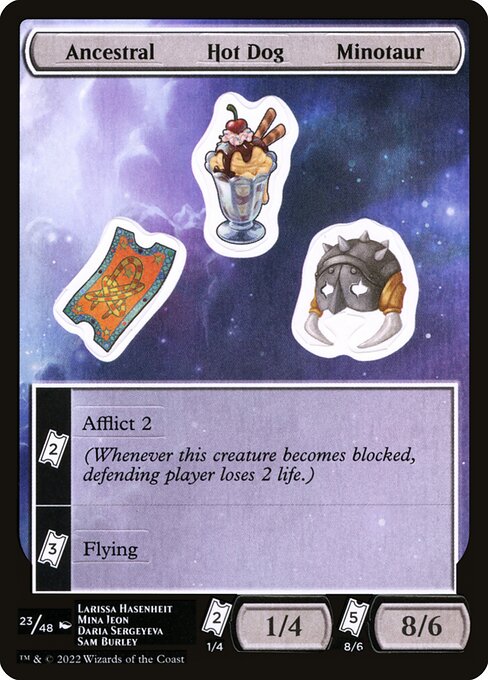 Ancestral Hot Dog Minotaur
2
Afflict 2
(Whenever this creature becomes blocked,
defending player loses 2 life.)
3
Flying
23/48
Larissa Hasenheit
Mina Jeon
Daria Sergeyeva
Sam Burley
™ & © 2022 Wizards of the Coast
2
1/4
1/4
5
8/6
8/6